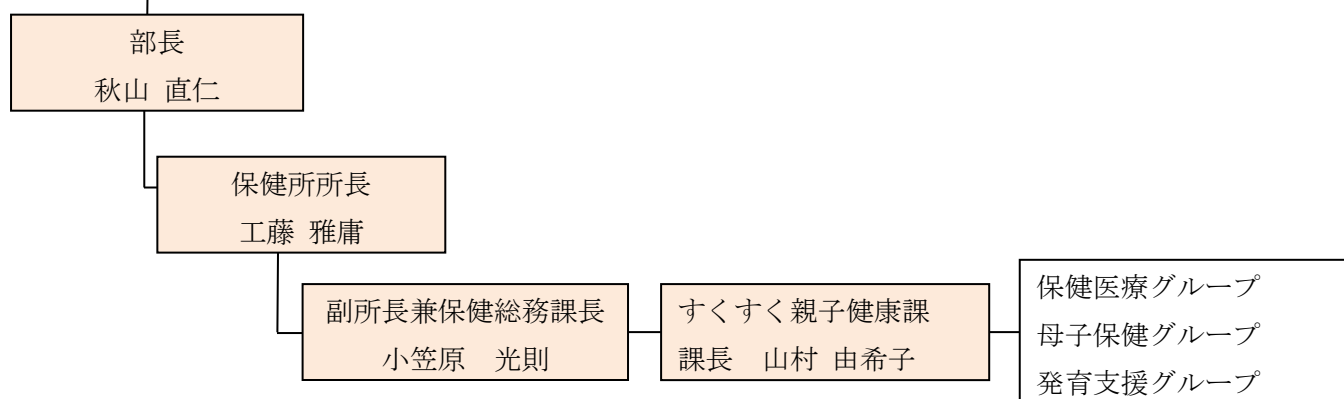 部長
秋山 直仁
保健所所長
工藤 雅庸
副所長兼保健総務課長
小笠原　光則
すくすく親子健康課
課長　山村 由希子
保健医療グループ
母子保健グループ
発育支援グループ